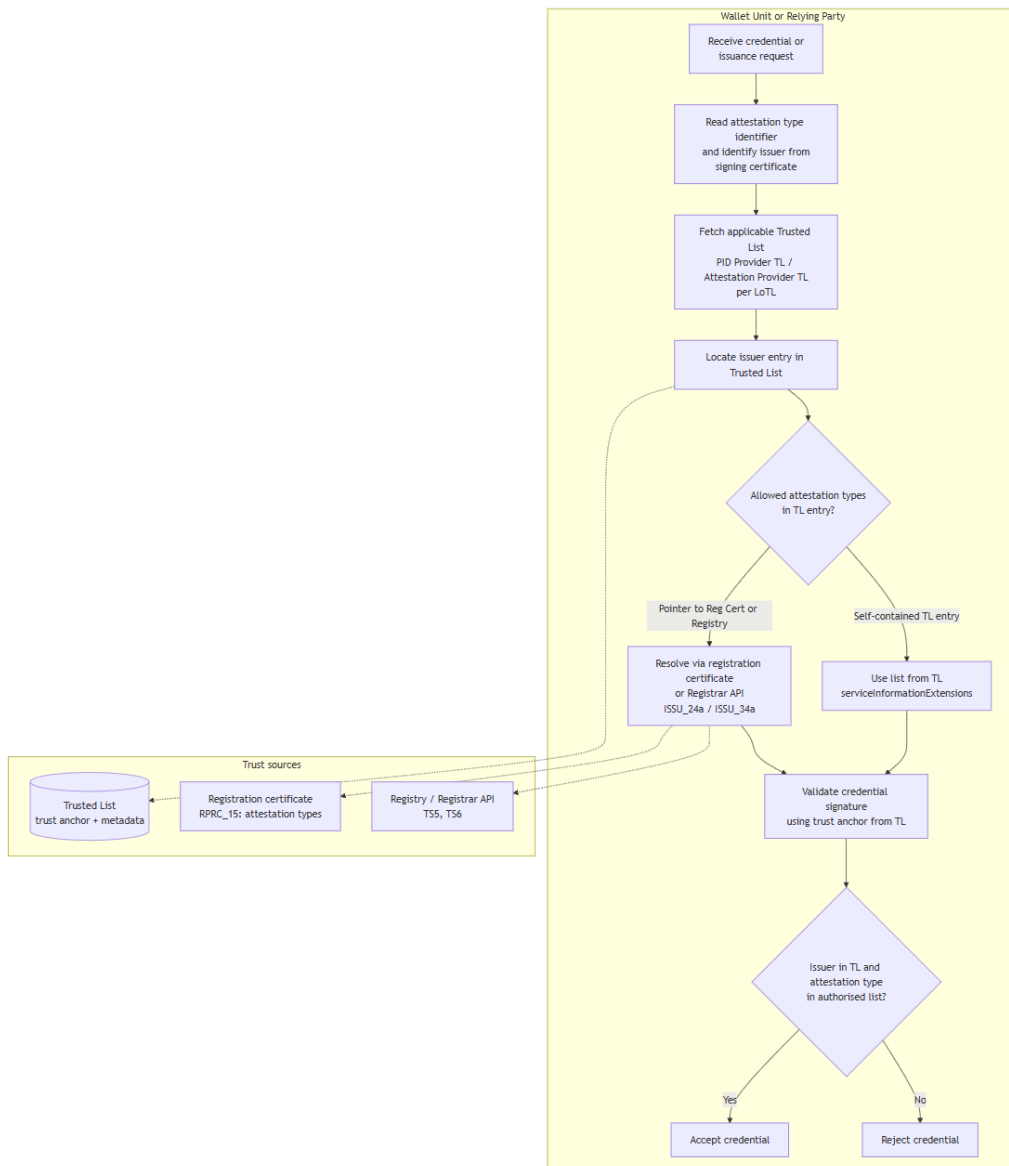 Wallet Unit or Relying Party
Receive credential or
issuance request
Read attestation type
identifier
and identify issuer from
signing certificate
Fetch applicable Trusted
List
PID Provider TL /
Attestation Provider TL
per LoTL
Locate issuer entry in
Trusted List
Allowed attestation types
in TL entry?
Pointer to Reg Cert or
Registry
Self-contained TL entry
Resolve via registration
certificate
or Registrar API
ISSU_24a / ISSU_34a
Use list from TL
serviceInformationExtensions
Trust sources
Trusted List
trust anchor + metadata
Registration certificate
RPRC_15: attestation types
Registry / Registrar API
TS5, TS6
Validate credential
signature
using trust anchor from TL
Issuer in TL and
attestation type
in authorised list?
Yes
No
Accept credential
Reject credential